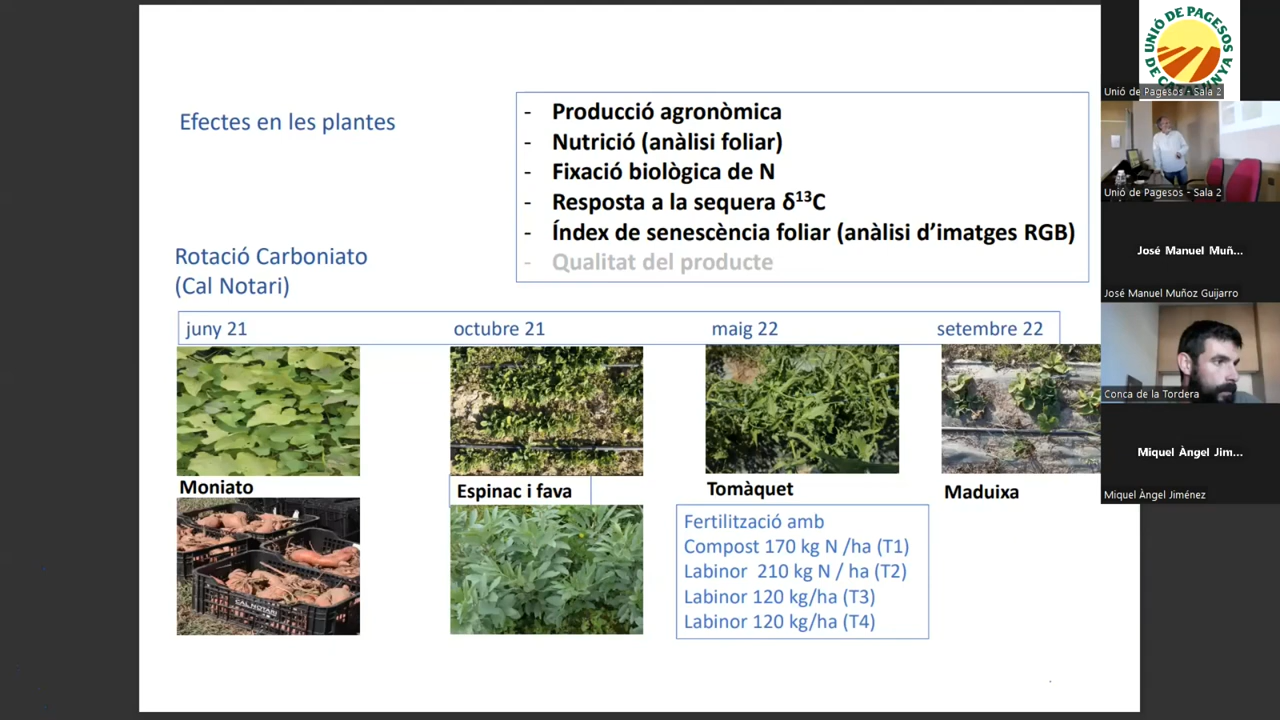 Efectes en les plantes
- Producció agronòmica
- Nutrició (anàlisi foliar)
- Fixació biològica de N
- Resposta a la sequera δ¹³C
- Índex de senescència foliar (anàlisi d’imatges RGB)
- Qualitat del producte
Rotació Carboniato
(Cal Notari)
juny 21 octubre 21 maig 22 setembre 22
Moniato
Espinac i fava
Tomàquet
Maduixa
CAL NOTARI
Fertilització amb
Compost 170 kg N /ha (T1)
Labinor 210 kg N / ha (T2)
Labinor 120 kg/ha (T3)
Labinor 120 kg/ha (T4)
UNIÓ DE PAGESOS
DE CATALUNYA
Unió de Pagesos - Sala 2
Unió de Pagesos - Sala 2
José Manuel Muñ...
José Manuel Muñoz Guijarro
Conca de la Tordera
Miquel Àngel Jim...
Miquel Àngel Jiménez